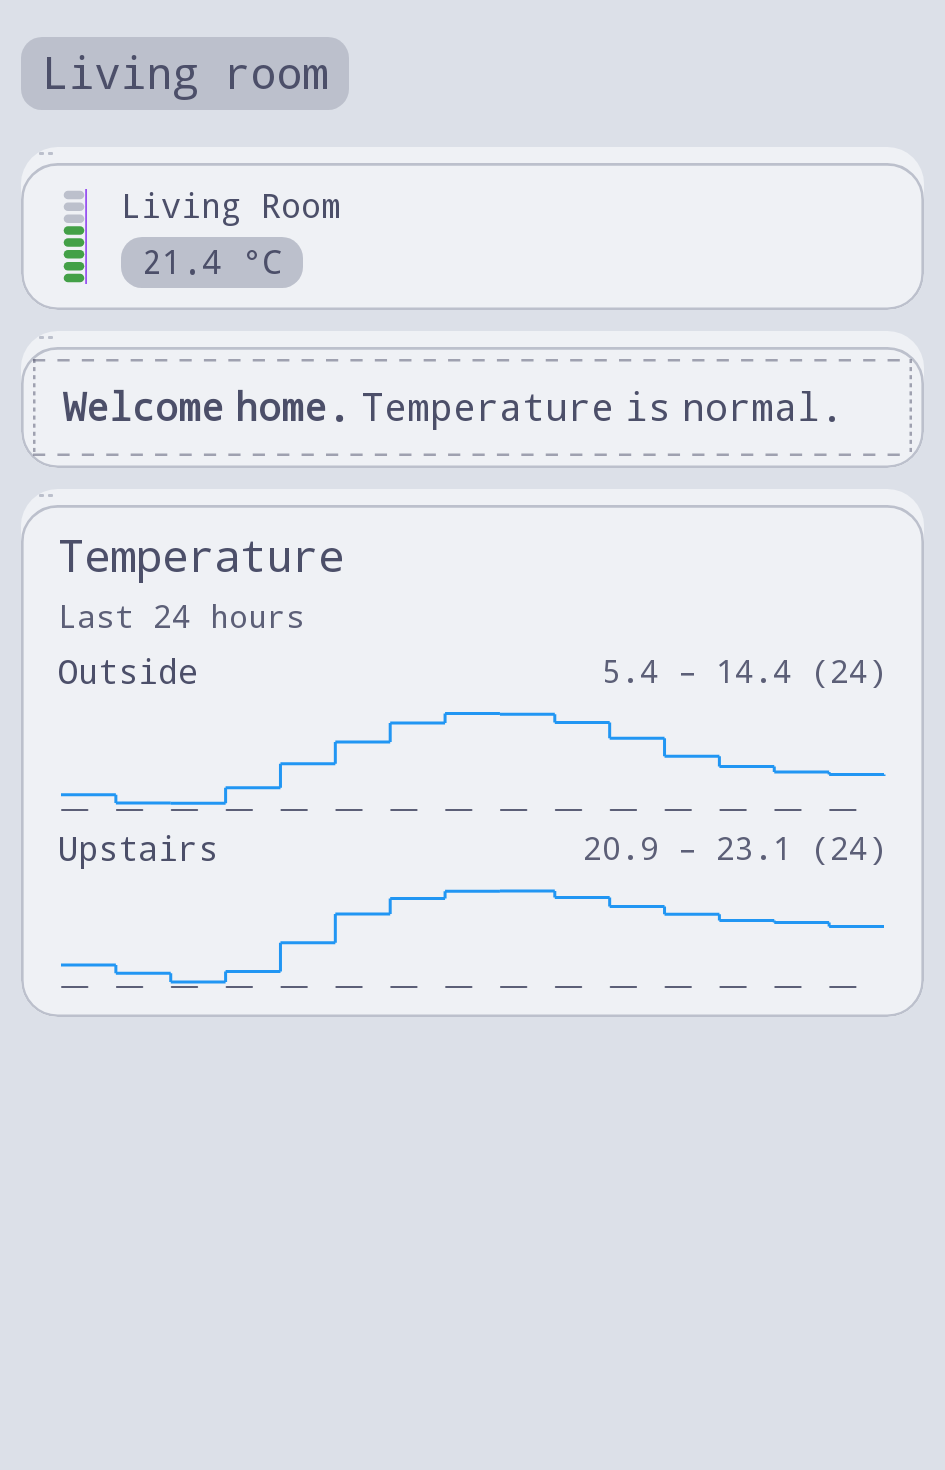 Living room
Living Room
21.4 °C
Welcome home. Temperature is normal.
Temperature
Last 24 hours
Outside 5.4 – 14.4 (24)
Upstairs 20.9 – 23.1 (24)